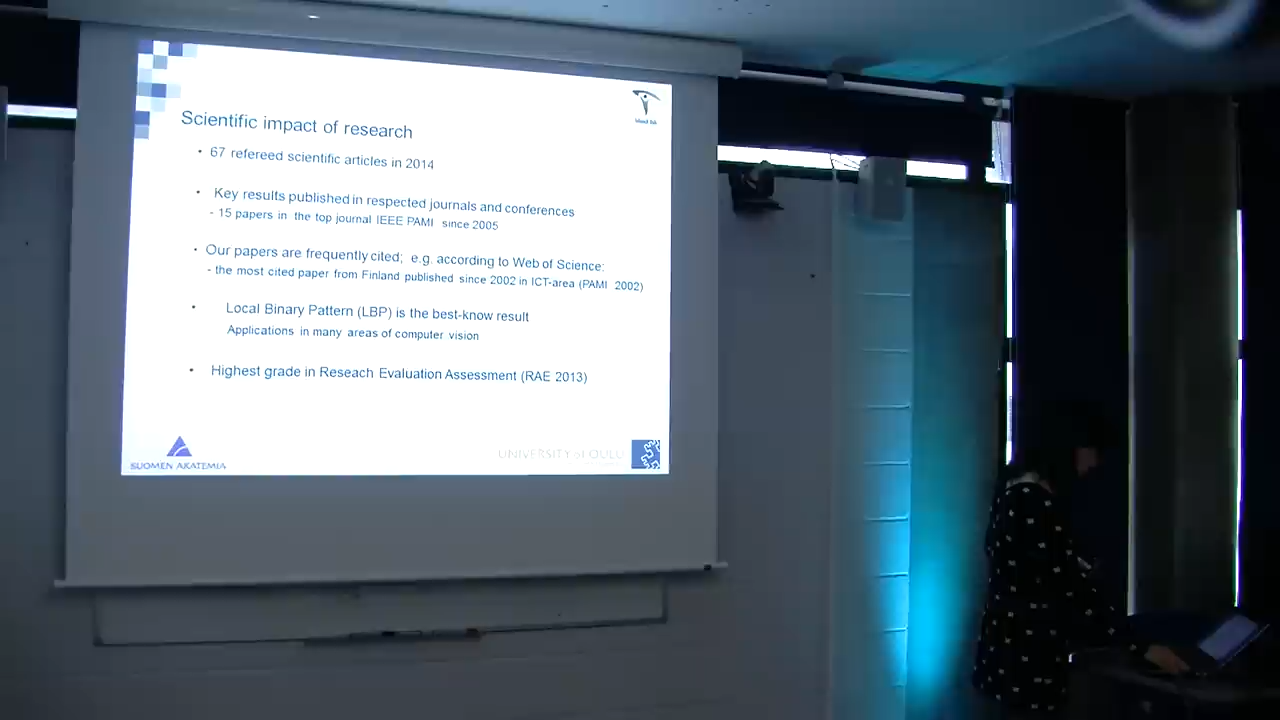 Scientific impact of research
• 67 refereed scientific articles in 2014
• Key results published in respected journals and conferences
- 15 papers in the top journal IEEE PAMI since 2005
• Our papers are frequently cited; e.g. according to Web of Science:
- the most cited paper from Finland published since 2002 in ICT-area (PAMI 2002)
• Local Binary Pattern (LBP) is the best-know result
Applications in many areas of computer vision
• Highest grade in Reseach Evaluation Assessment (RAE 2013)
SUOMEN AKATEMIA
UNIVERSITY of OULU